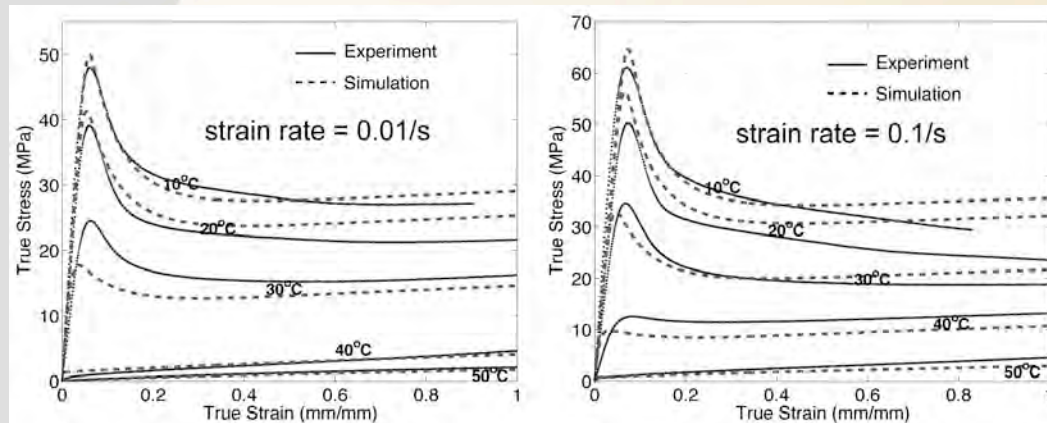 50
40
30
20
10
0
True Stress (MPa)
Experiment
Simulation
strain rate = 0.01/s
10°C
20°C
30°C
40°C
50°C
0
0.2
0.4
0.6
0.8
1
True Strain (mm/mm)
70
60
50
40
30
20
10
0
True Stress (MPa)
Experiment
Simulation
strain rate = 0.1/s
10°C
20°C
30°C
40°C
50°C
0
0.2
0.4
0.6
0.8
1
True Strain (mm/mm)